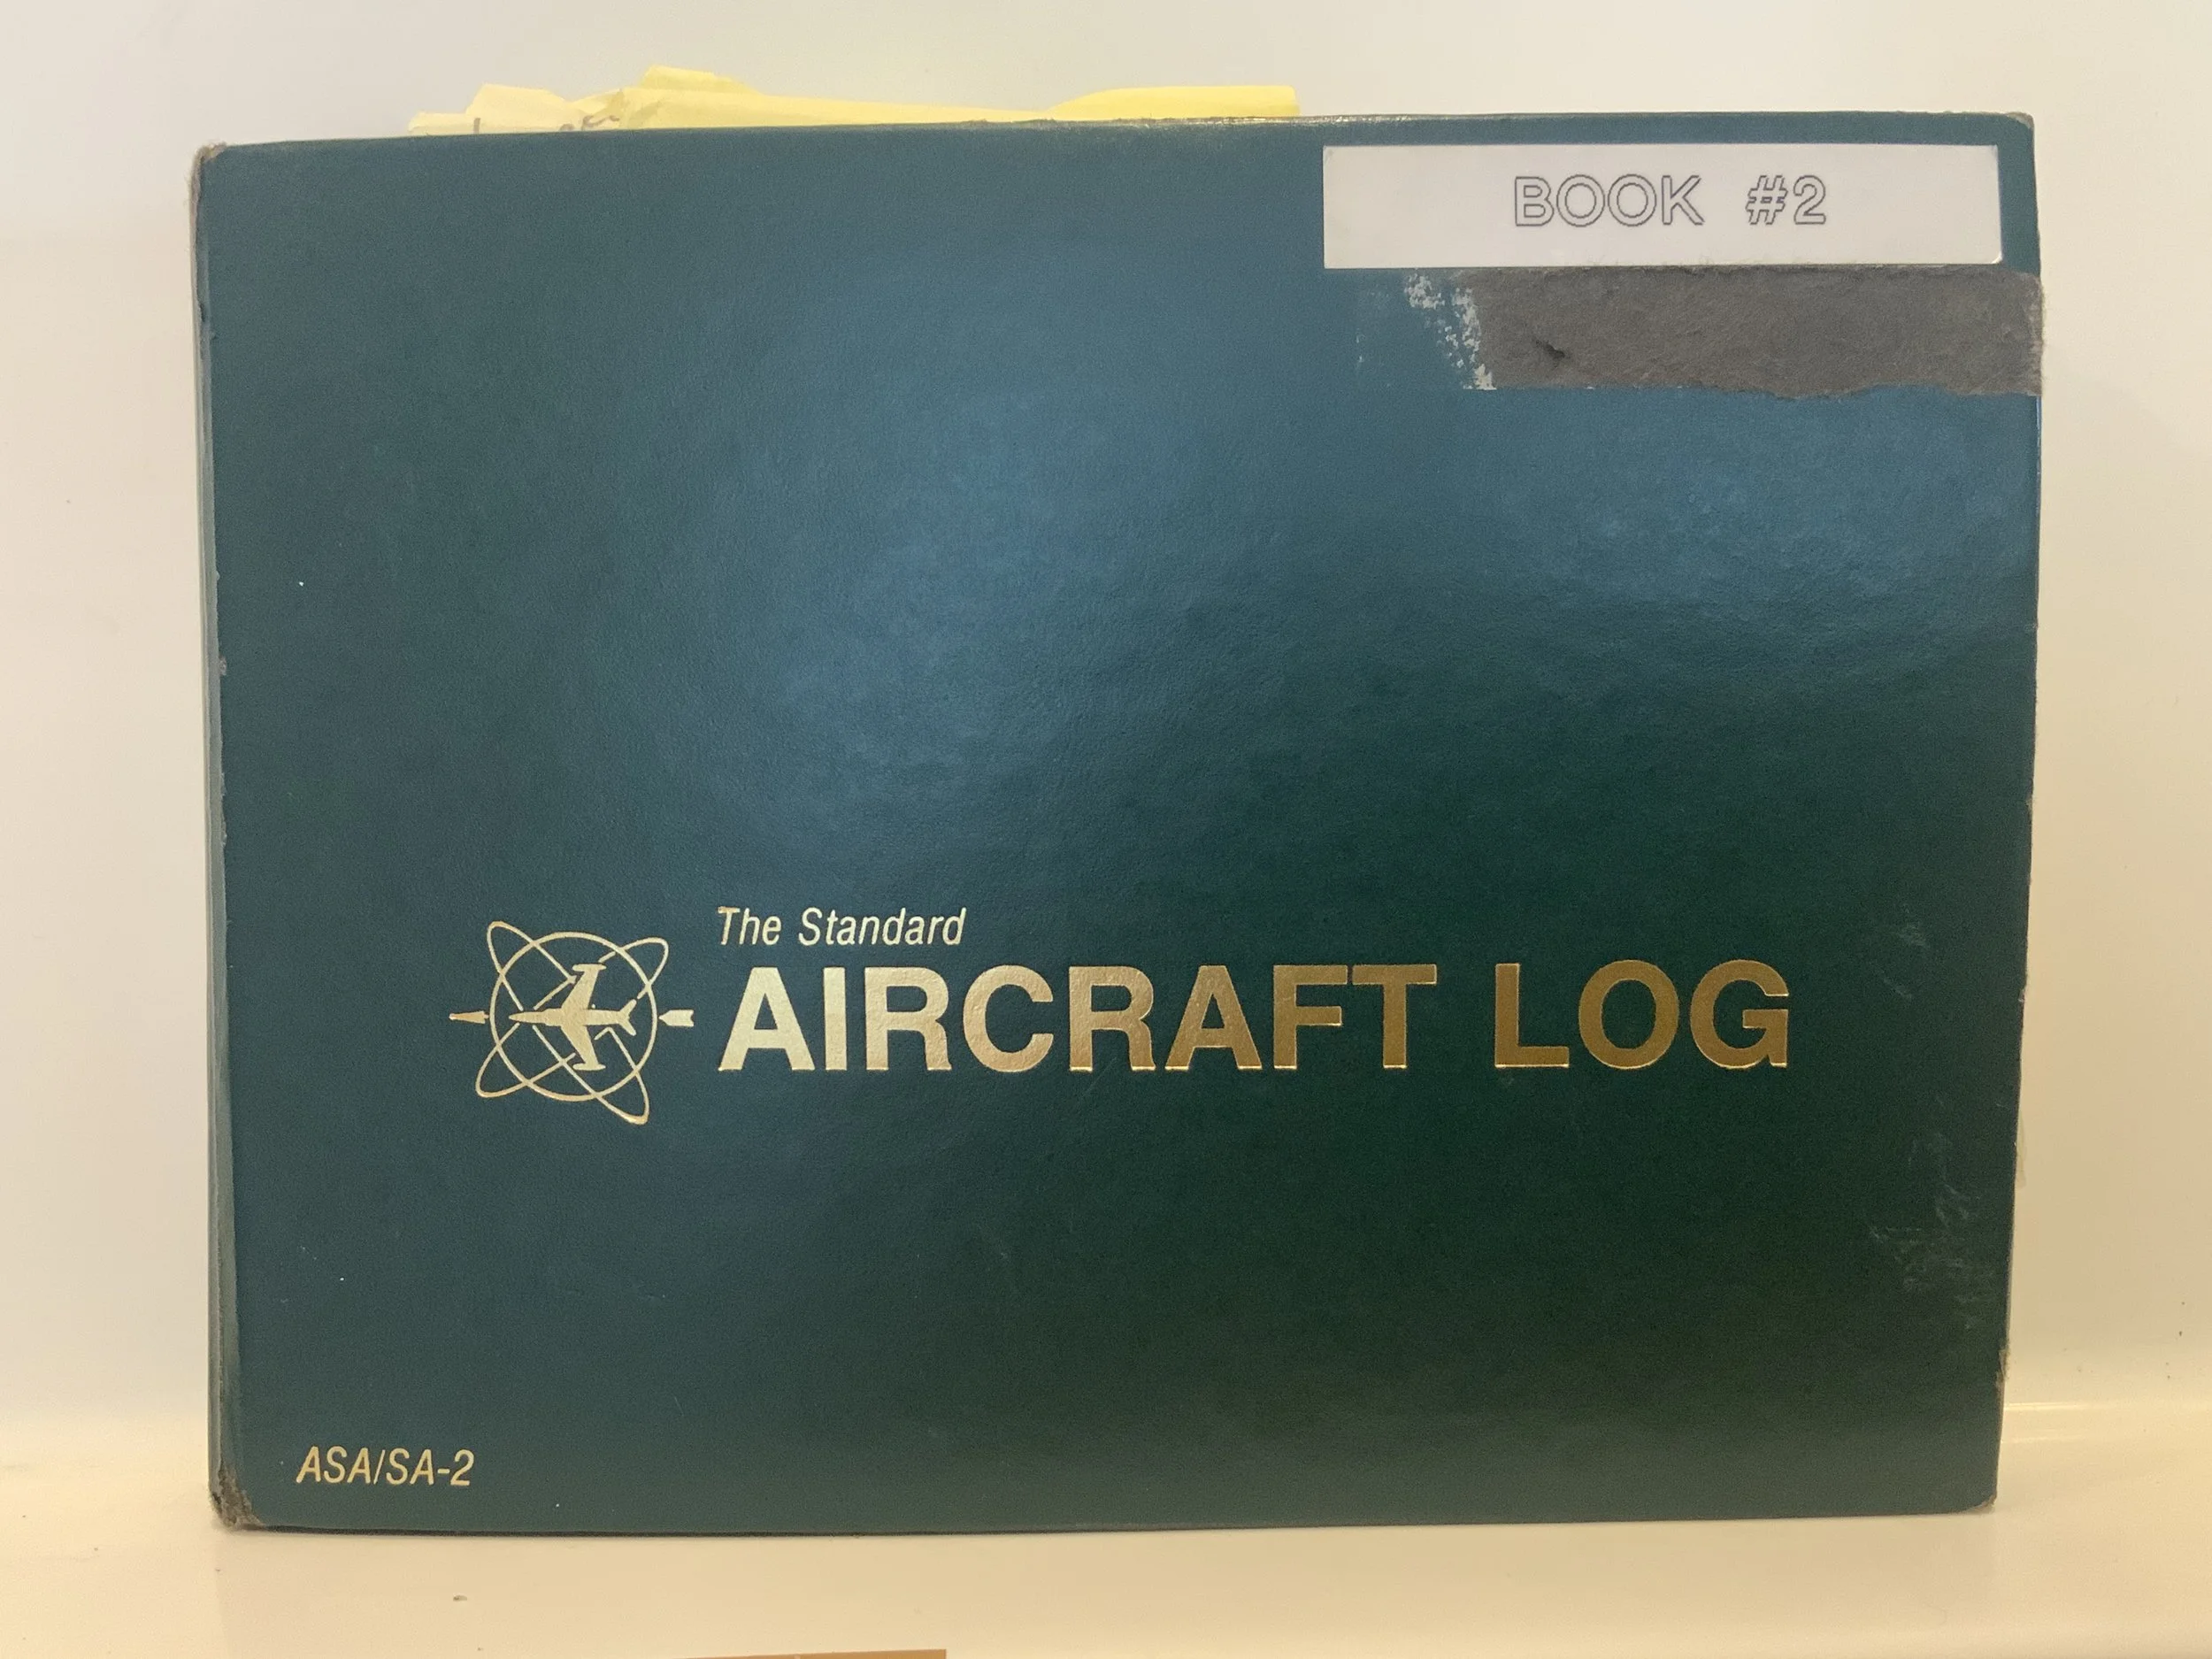 BOOK #2
The Standard
AIRCRAFT LOG
ASA/SA-2